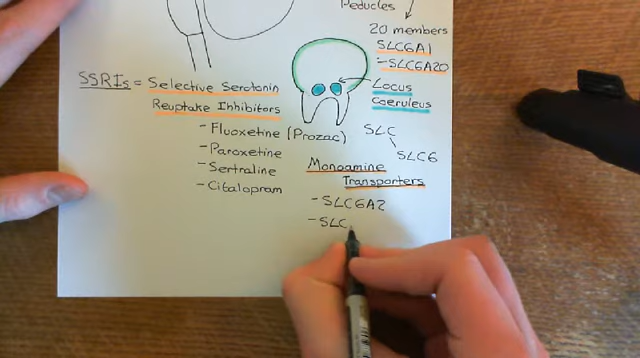 Peducles
20 members
SLC6A1
-SLC6A20
SSRIs = Selective Serotonin
Reuptake Inhibitors
- Fluoxetine (Prozac)
- Paroxetine
- Sertraline
- Citalopram
Locus
Coeruleus
SLC
SLC6
Monoamine
Transporters
- SLC6A2
- SLC